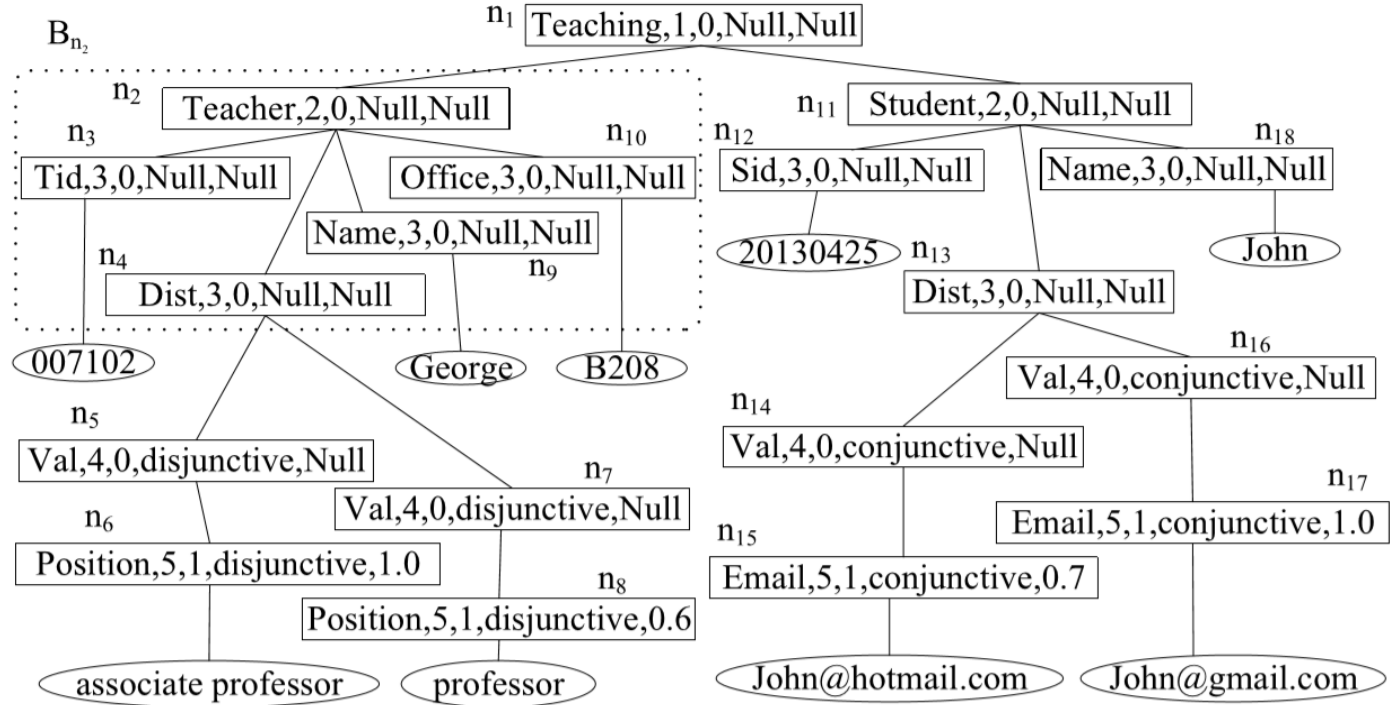 n1 Teaching,1,0,Null,Null
Bn2
n2 Teacher,2,0,Null,Null
n11 Student,2,0,Null,Null
n3
n10
n12
n18
Tid,3,0,Null,Null
Office,3,0,Null,Null
Sid,3,0,Null,Null
Name,3,0,Null,Null
Name,3,0,Null,Null
n9
20130425
John
n4
Dist,3,0,Null,Null
n13
Dist,3,0,Null,Null
007102
George
B208
n16
Val,4,0,conjunctive,Null
n5
Val,4,0,disjunctive,Null
n14
Val,4,0,conjunctive,Null
n7
Val,4,0,disjunctive,Null
n17
Email,5,1,conjunctive,1.0
n6
Position,5,1,disjunctive,1.0
n15
Email,5,1,conjunctive,0.7
n8
Position,5,1,disjunctive,0.6
associate professor
professor
John@hotmail.com
John@gmail.com